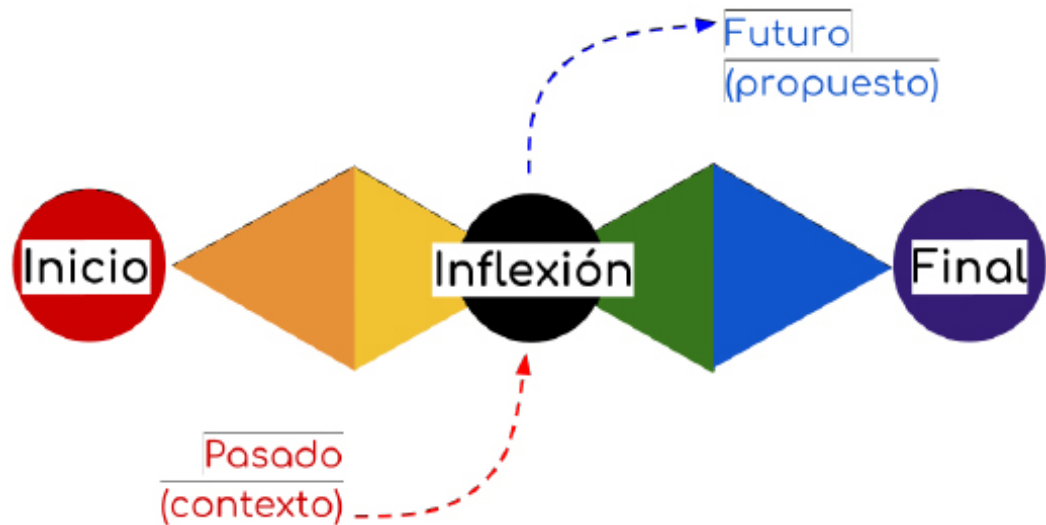 Futuro
(propuesto)
Inicio
Inflexión
Final
Pasado
(contexto)